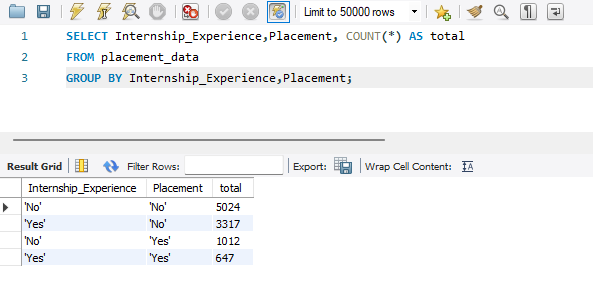 Limit to 50000 rows
1 SELECT Internship_Experience,Placement, COUNT(*) AS total
2 FROM placement_data
3 GROUP BY Internship_Experience,Placement;
Result Grid Filter Rows: Export: Wrap Cell Content:
Internship_Experience Placement total
'No' 'No' 5024
'Yes' 'No' 3317
'No' 'Yes' 1012
'Yes' 'Yes' 647